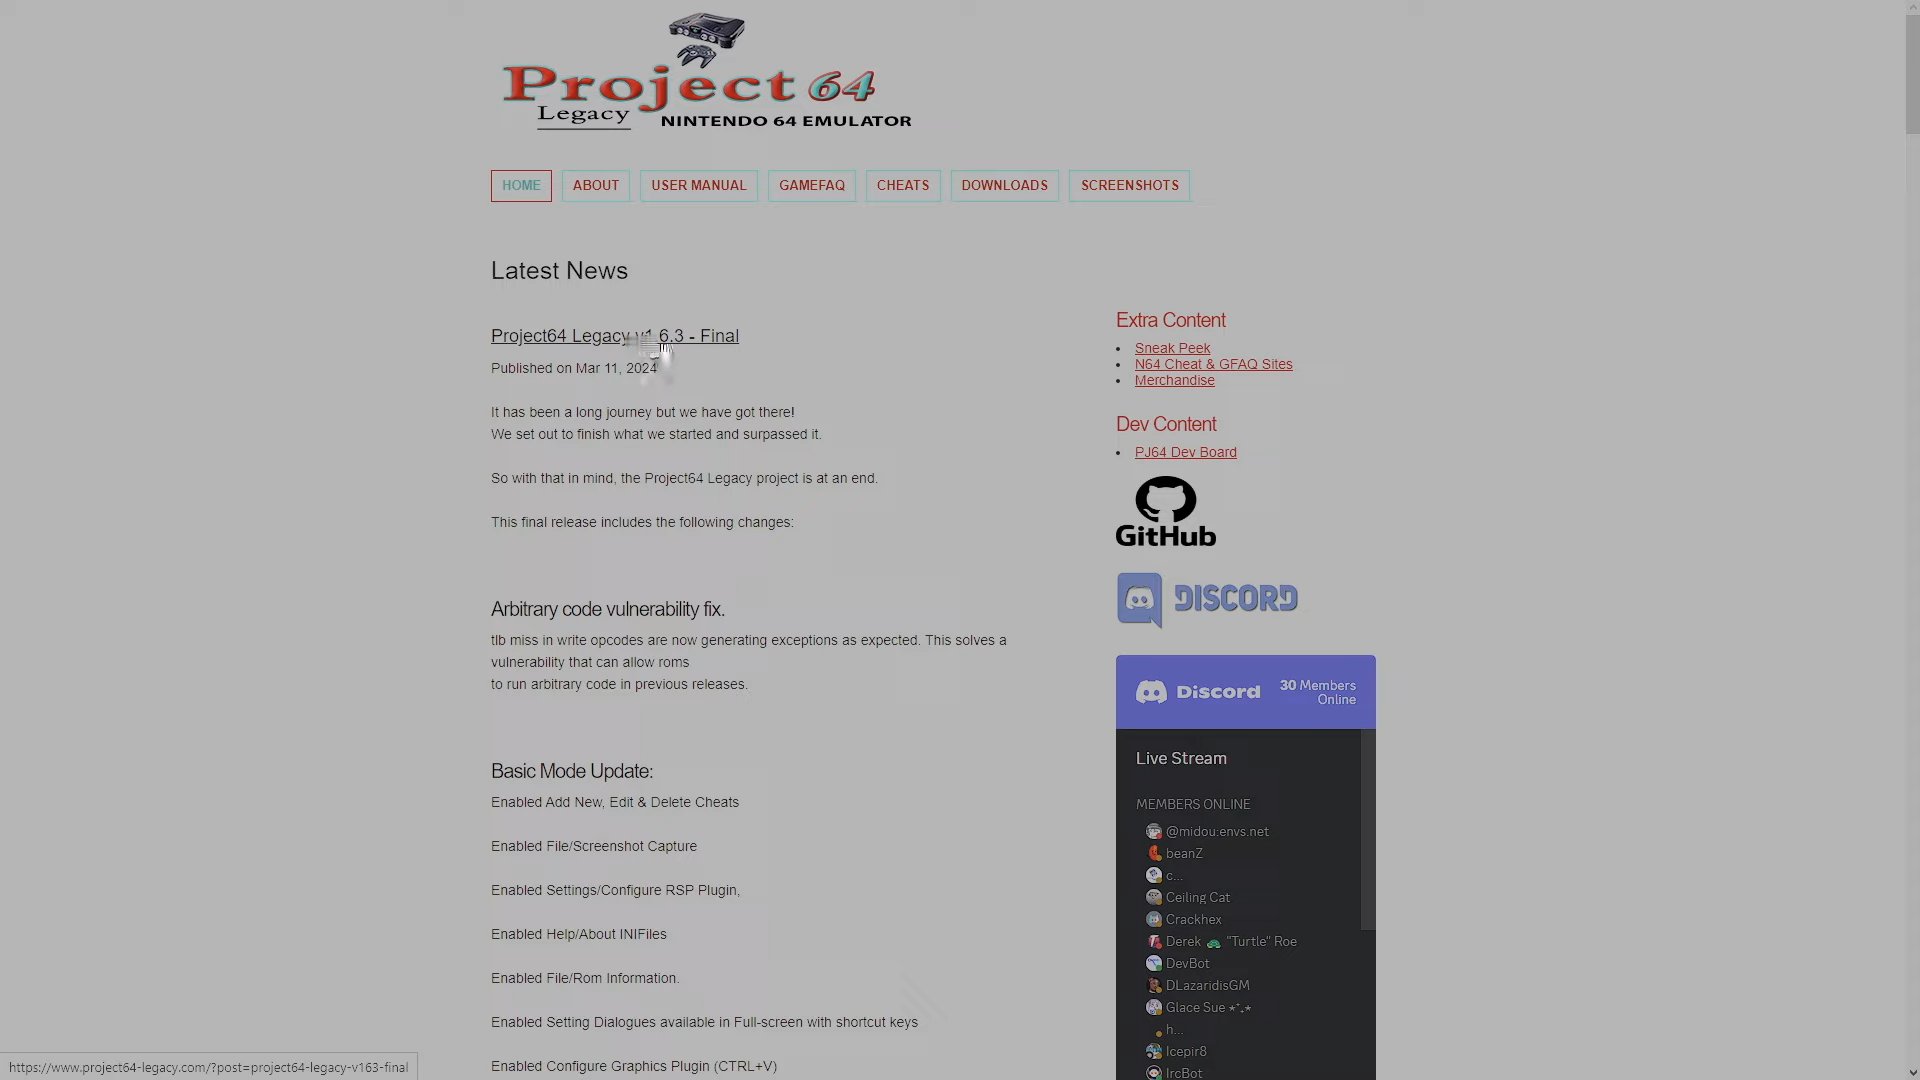 Project 64
Legacy
NINTENDO 64 EMULATOR
HOME
ABOUT
USER MANUAL
GAMEFAQ
CHEATS
DOWNLOADS
SCREENSHOTS
Latest News
Project64 Legacy v1.6.3 - Final
Published on Mar 11, 2024
It has been a long journey but we have got there!
We set out to finish what we started and surpassed it.
So with that in mind, the Project64 Legacy project is at an end.
This final release includes the following changes:
Arbitrary code vulnerability fix.
tlb miss in write opcodes are now generating exceptions as expected. This solves a
vulnerability that can allow roms
to run arbitrary code in previous releases.
Basic Mode Update:
Enabled Add New, Edit & Delete Cheats
Enabled File/Screenshot Capture
Enabled Settings/Configure RSP Plugin,
Enabled Help/About INIFiles
Enabled File/Rom Information.
Enabled Setting Dialogues available in Full-screen with shortcut keys
Enabled Configure Graphics Plugin (CTRL+V)
Extra Content
Sneak Peek
N64 Cheat & GFAQ Sites
Merchandise
Dev Content
PJ64 Dev Board
GitHub
DISCORD
Discord
30 Members
Online
Live Stream
MEMBERS ONLINE
@midou:envs.net
beanZ
c...
Ceiling Cat
Crackhex
Derek 🐢 "Turtle" Roe
DevBot
DLazaridisGM
Glace Sue ⋆⁺₊⋆
h...
Icepir8
IrcBot
https://www.project64-legacy.com/?post=project64-legacy-v163-final